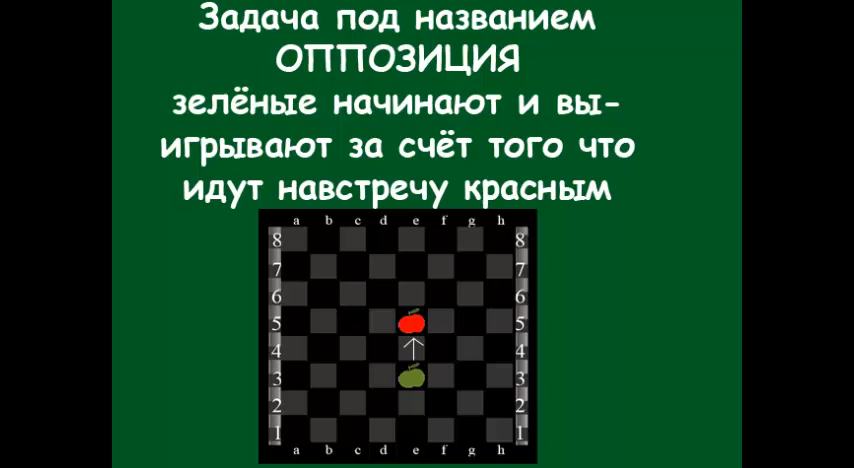 Задача под названием
ОППОЗИЦИЯ
зелёные начинают и вы-
игрывают за счёт того что
идут навстречу красным
a b c d e f g h
8 8
7 7
6 6
5 5
4 4
3 3
2 2
1 1
a b c d e f g h